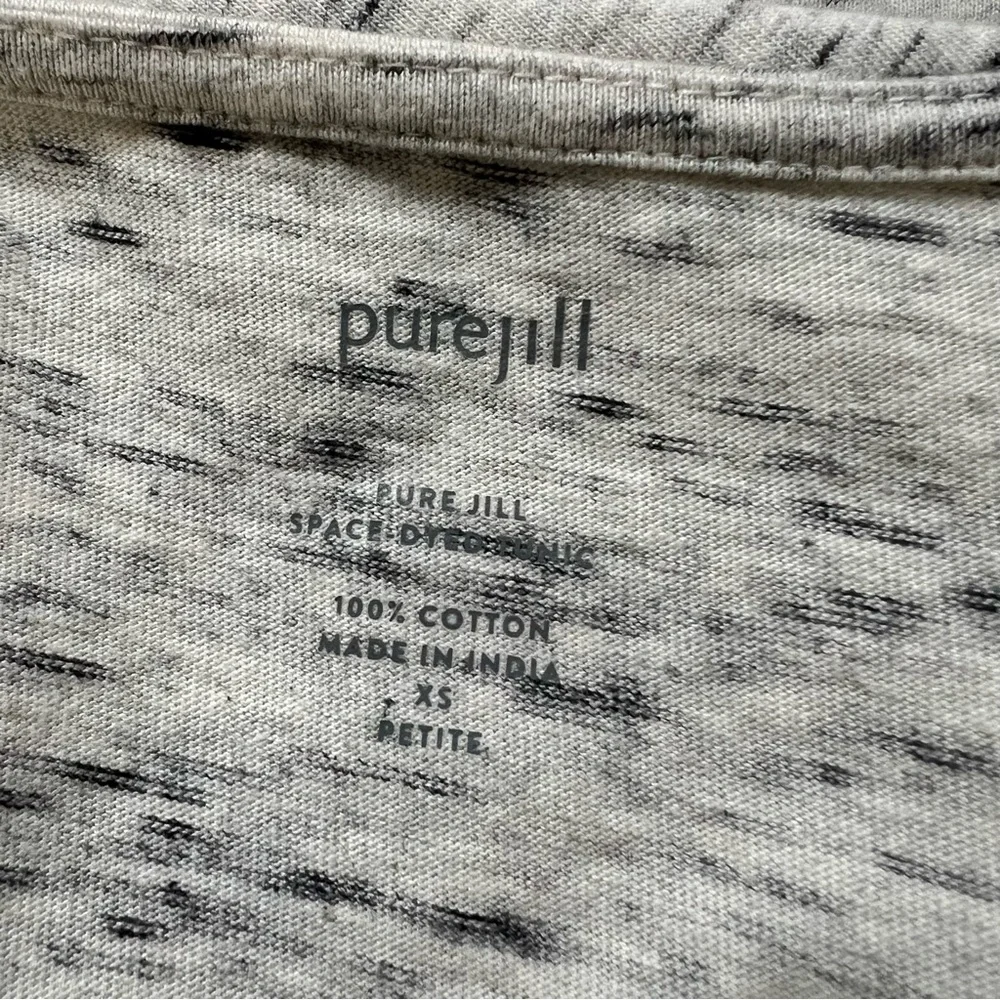 purejill
PURE JILL
SPACE-DYED TUNIC
100% COTTON
MADE IN INDIA
XS
PETITE